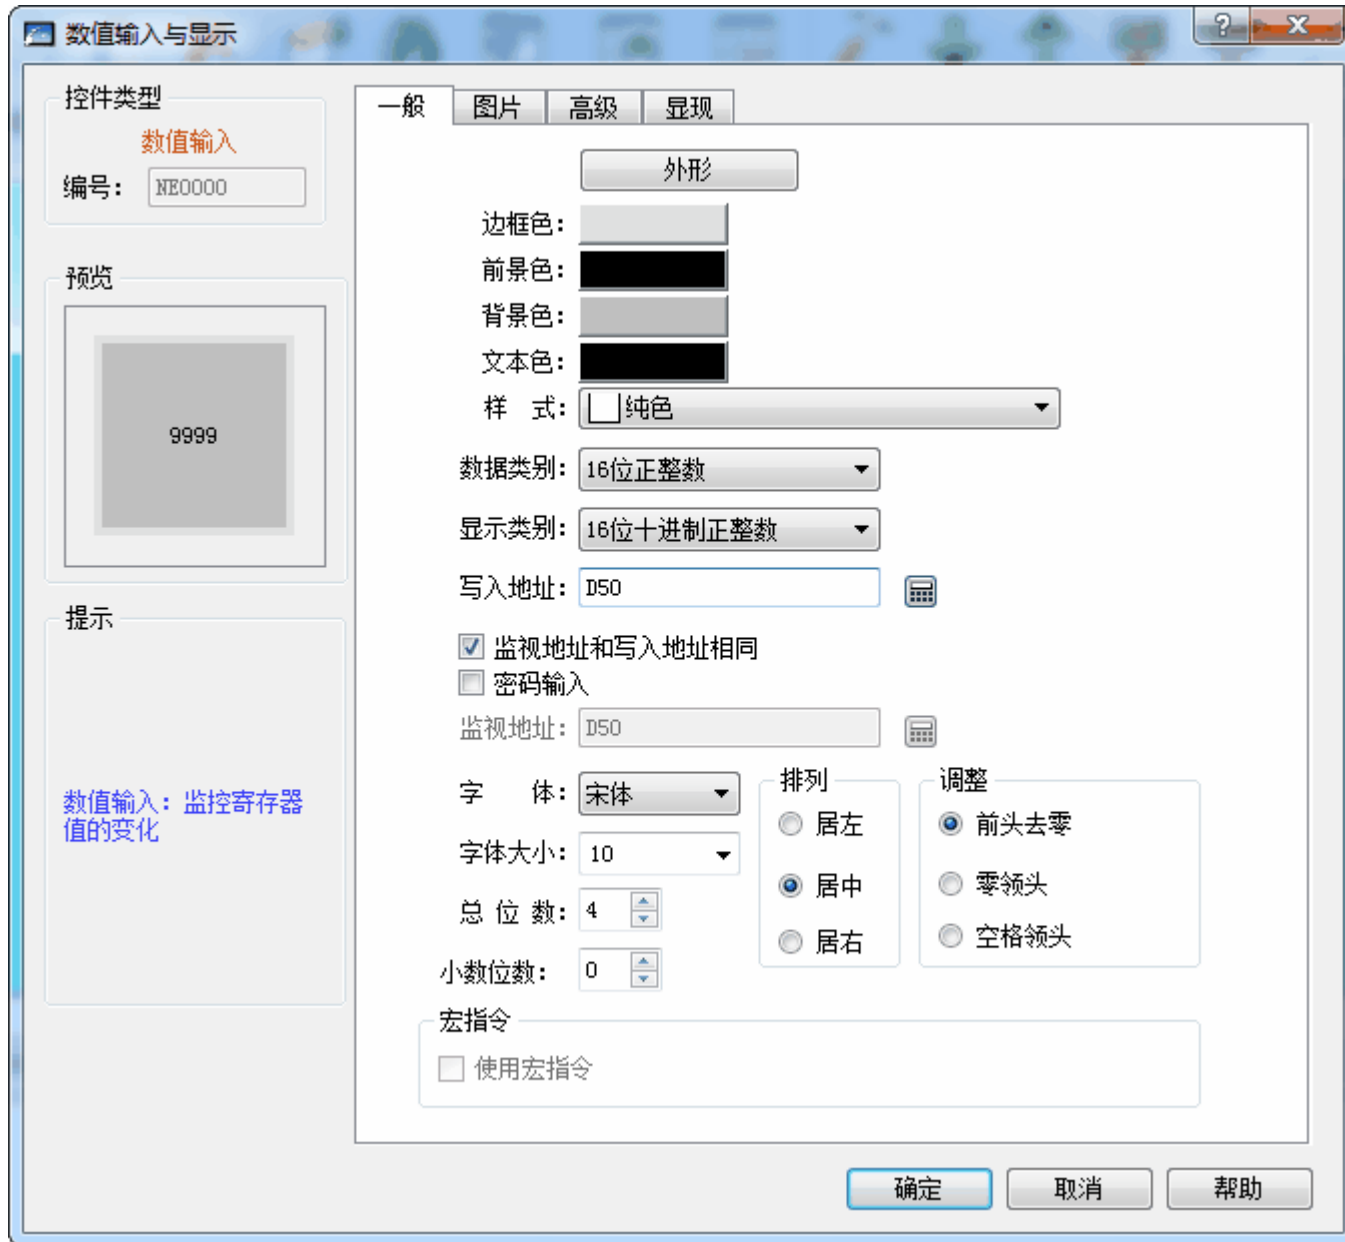 数值输入与显示
?
X
控件类型
数值输入
编号: NE0000
预览
9999
提示
数值输入: 监控寄存器
值的变化
一般 图片 高级 显现
外形
边框色:
前景色:
背景色:
文本色:
样 式: 纯色
数据类别: 16位正整数
显示类别: 16位十进制正整数
写入地址: D50
监视地址和写入地址相同
密码输入
监视地址: D50
字 体: 宋体
字体大小: 10
总 位 数: 4
小数位数: 0
排列
居左
居中
居右
调整
前头去零
零领头
空格领头
宏指令
使用宏指令
确定 取消 帮助